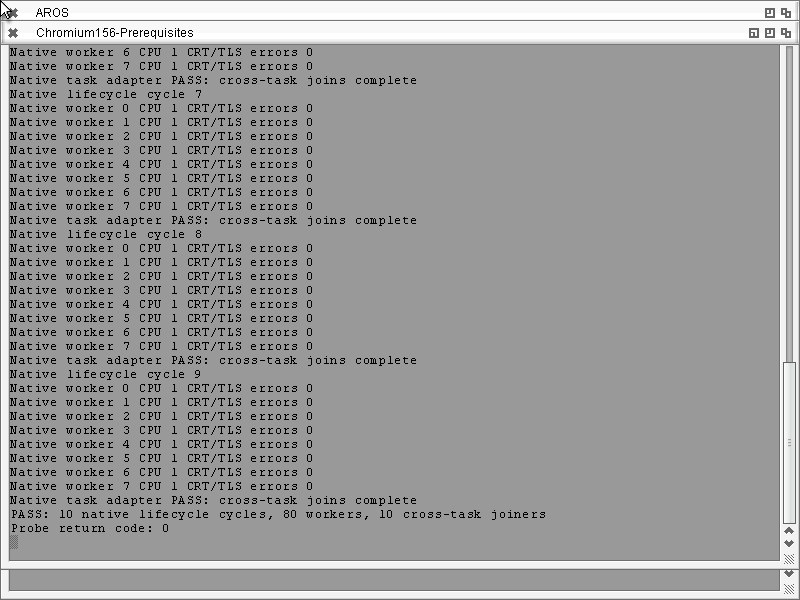 AROS
Chromium156-Prerequisites
Native worker 6 CPU 1 CRT/TLS errors 0
Native worker 7 CPU 1 CRT/TLS errors 0
Native task adapter PASS: cross-task joins complete
Native lifecycle cycle 7
Native worker 0 CPU 1 CRT/TLS errors 0
Native worker 1 CPU 1 CRT/TLS errors 0
Native worker 2 CPU 1 CRT/TLS errors 0
Native worker 3 CPU 1 CRT/TLS errors 0
Native worker 4 CPU 1 CRT/TLS errors 0
Native worker 5 CPU 1 CRT/TLS errors 0
Native worker 6 CPU 1 CRT/TLS errors 0
Native worker 7 CPU 1 CRT/TLS errors 0
Native task adapter PASS: cross-task joins complete
Native lifecycle cycle 8
Native worker 0 CPU 1 CRT/TLS errors 0
Native worker 1 CPU 1 CRT/TLS errors 0
Native worker 2 CPU 1 CRT/TLS errors 0
Native worker 3 CPU 1 CRT/TLS errors 0
Native worker 4 CPU 1 CRT/TLS errors 0
Native worker 5 CPU 1 CRT/TLS errors 0
Native worker 6 CPU 1 CRT/TLS errors 0
Native worker 7 CPU 1 CRT/TLS errors 0
Native task adapter PASS: cross-task joins complete
Native lifecycle cycle 9
Native worker 0 CPU 1 CRT/TLS errors 0
Native worker 1 CPU 1 CRT/TLS errors 0
Native worker 2 CPU 1 CRT/TLS errors 0
Native worker 3 CPU 1 CRT/TLS errors 0
Native worker 4 CPU 1 CRT/TLS errors 0
Native worker 5 CPU 1 CRT/TLS errors 0
Native worker 6 CPU 1 CRT/TLS errors 0
Native worker 7 CPU 1 CRT/TLS errors 0
Native task adapter PASS: cross-task joins complete
PASS: 10 native lifecycle cycles, 80 workers, 10 cross-task joiners
Probe return code: 0